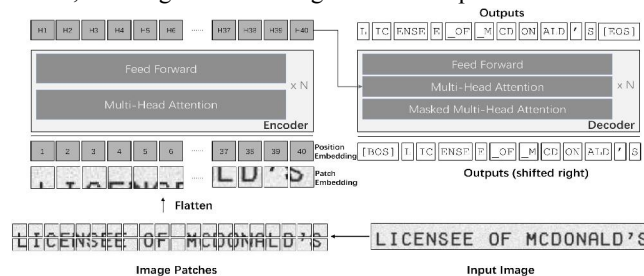 Outputs
H1 H2 H3 H4 H5 H6 ...... H37 H38 H39 H40
L IC ENSE E _OF _M CD ON ALD ' S [EOS]
Feed Forward
Multi-Head Attention
x N
Encoder
Feed Forward
Multi-Head Attention
Masked Multi-Head Attention
x N
Decoder
1 2 3 4 5 6 ...... 37 38 39 40
Position
Embedding
[BOS] L IC ENSE E _OF _M CD ON ALD ' S
Patch
Embedding
Outputs (shifted right)
Flatten
LICENSEE OF MCDONALD'S
LICENSEE OF MCDONALD'S
Image Patches
Input Image